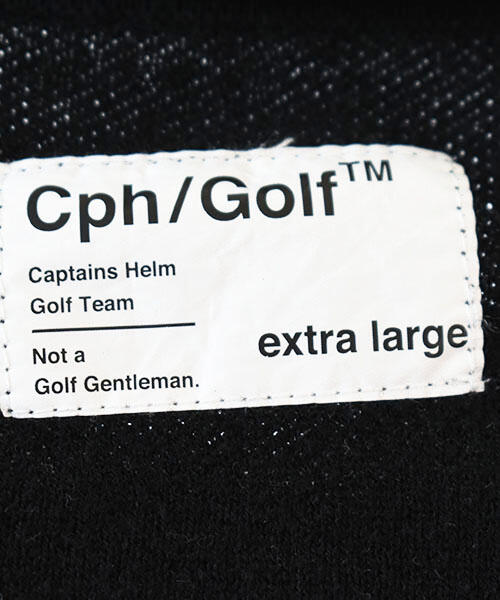 Cph/Golf™
Captains Helm
Golf Team
Not a
Golf Gentleman.
extra large